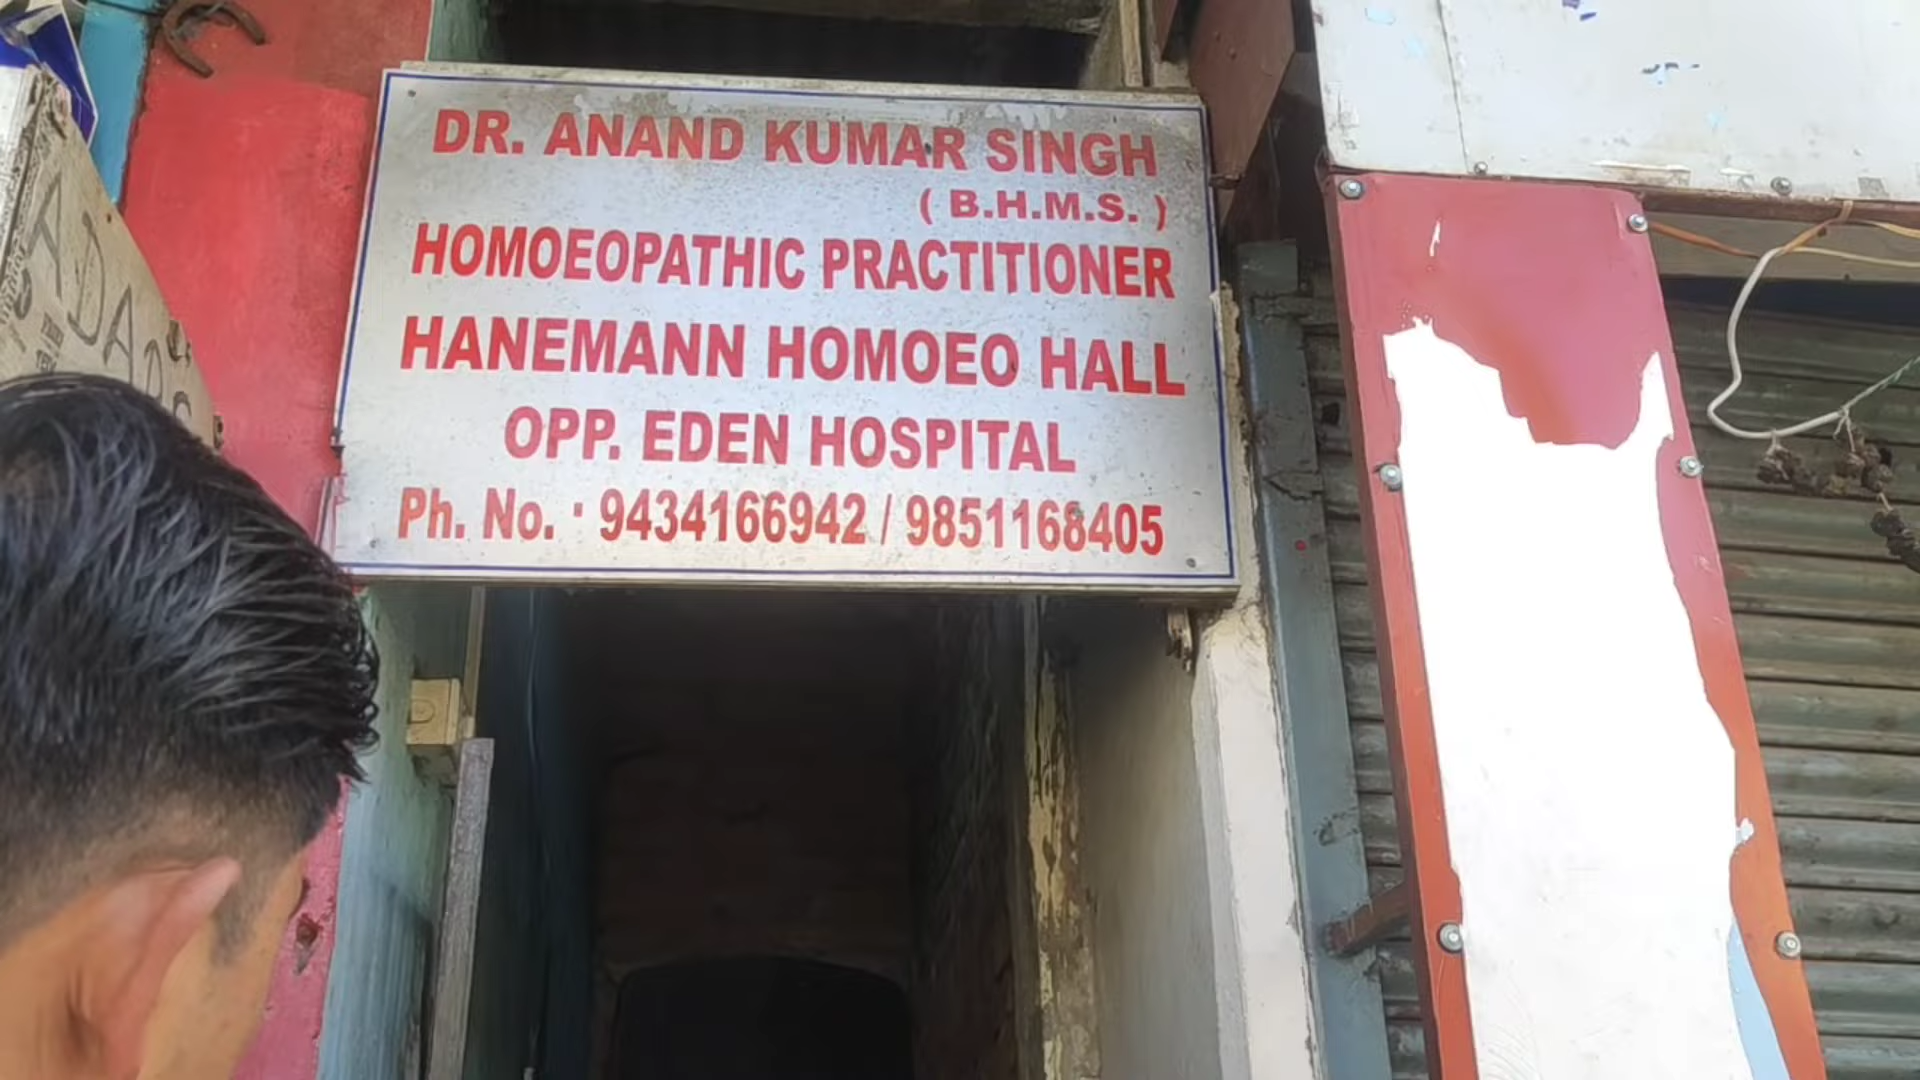 DR. ANAND KUMAR SINGH
( B.H.M.S. )
HOMOEOPATHIC PRACTITIONER
HANEMANN HOMOEO HALL
OPP. EDEN HOSPITAL
Ph. No. : 9434166942 / 9851168405